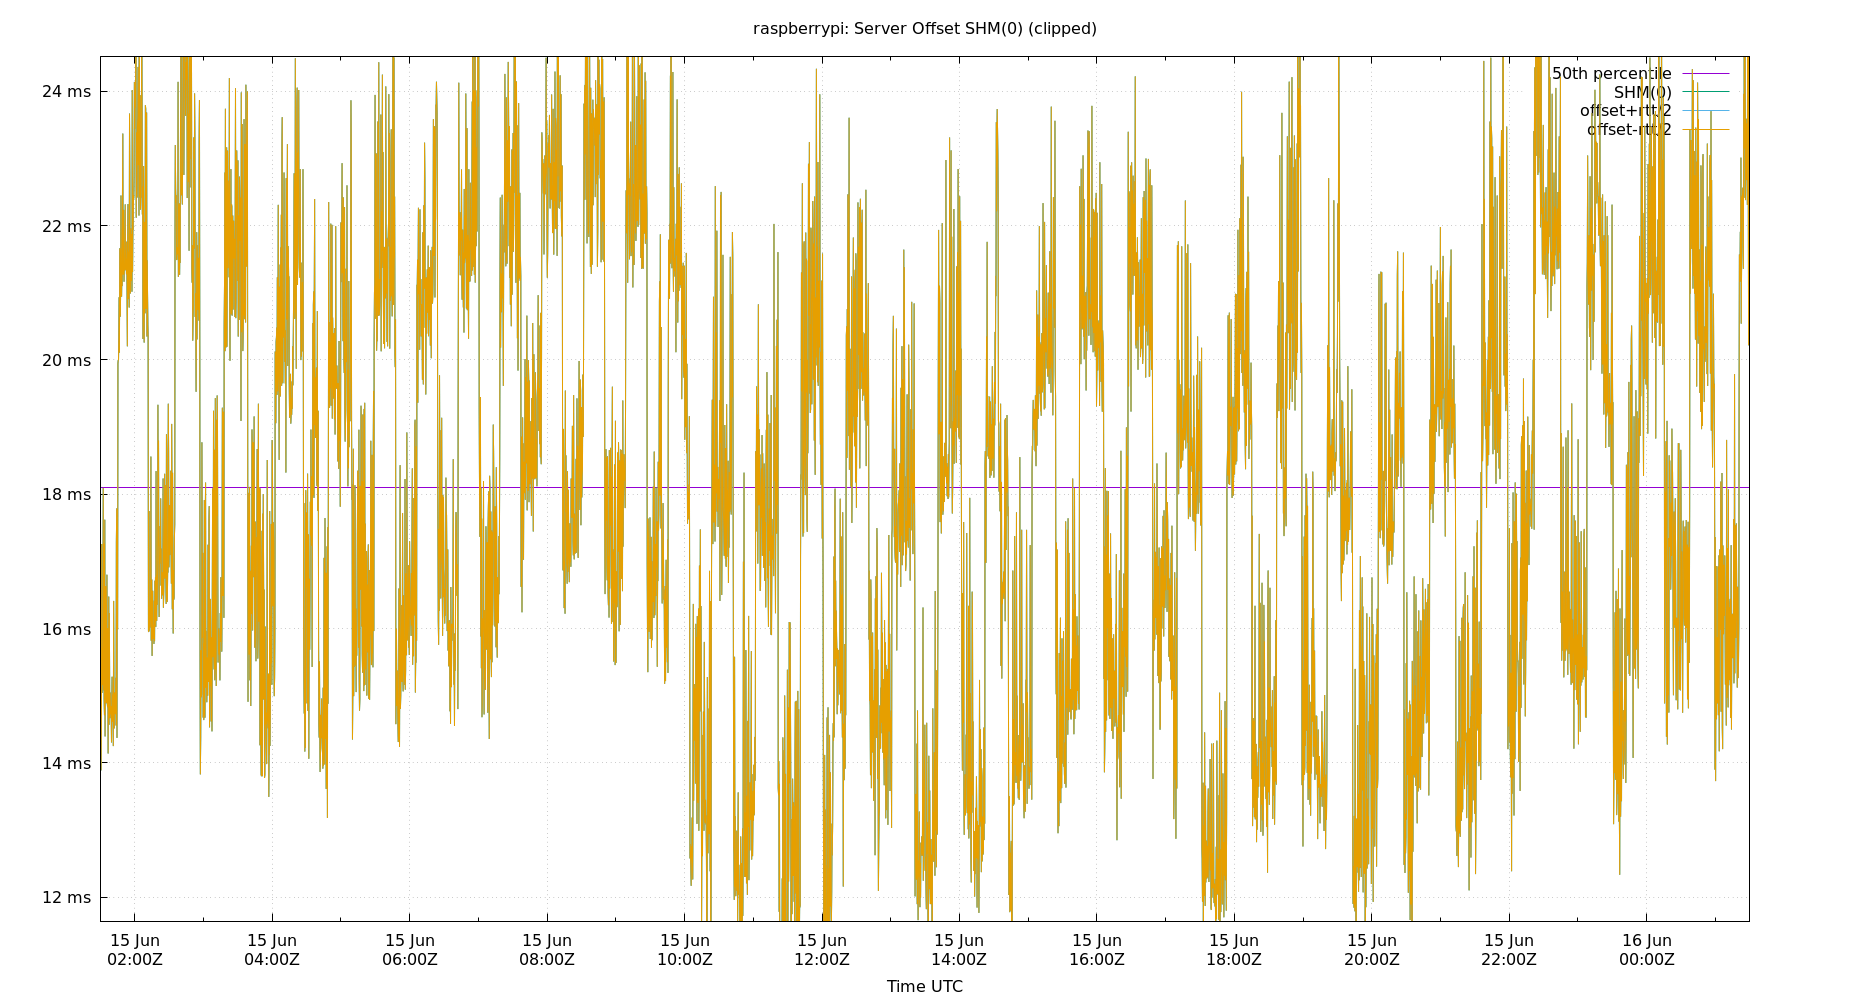 raspberrypi: Server Offset SHM(0) (clipped)
24 ms
22 ms
20 ms
18 ms
16 ms
14 ms
12 ms
50th percentile
SHM(0)
offset+rtt/2
offset-rtt/2
15 Jun 15 Jun 15 Jun 15 Jun 15 Jun 15 Jun 15 Jun 15 Jun 15 Jun 15 Jun 15 Jun 16 Jun
02:00Z 04:00Z 06:00Z 08:00Z 10:00Z 12:00Z 14:00Z 16:00Z 18:00Z 20:00Z 22:00Z 00:00Z
Time UTC